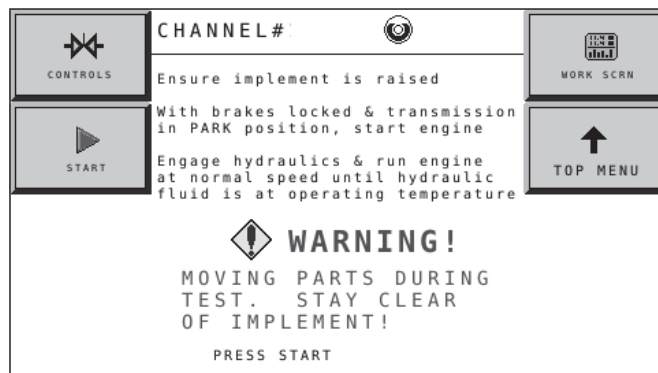 CHANNEL#:
CONTROLS
WORK SCRN
Ensure implement is raised
With brakes locked & transmission
in PARK position, start engine
START
TOP MENU
Engage hydraulics & run engine
at normal speed until hydraulic
fluid is at operating temperature
WARNING!
MOVING PARTS DURING
TEST. STAY CLEAR
OF IMPLEMENT!
PRESS START